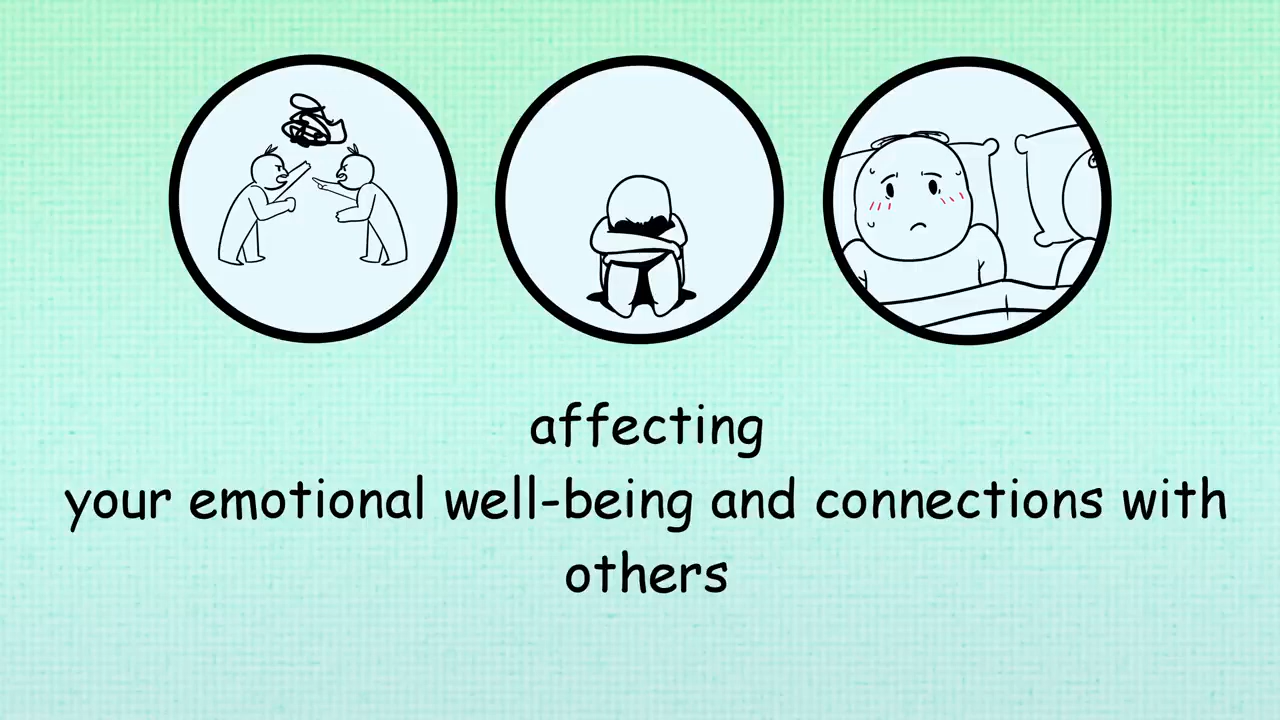 affecting
your emotional well-being and connections with
others